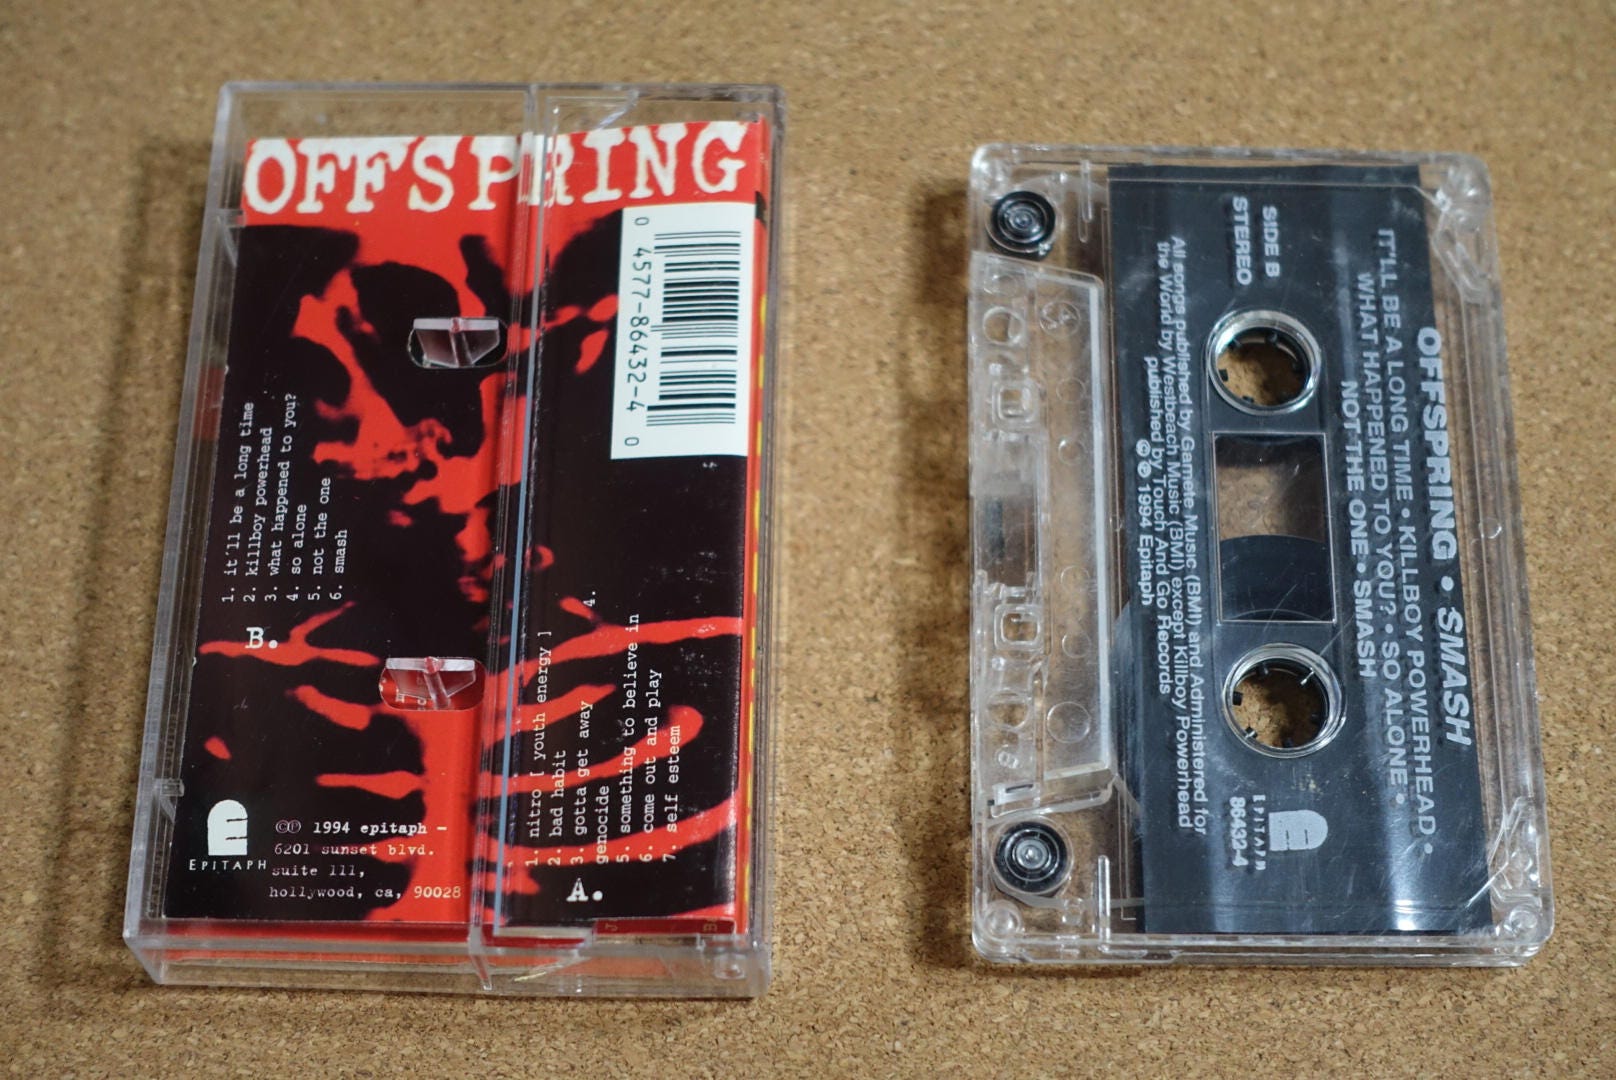 OFFSPRING
0 4577-86432-4 0
1. it'll be a long time
2. killboy powerhead
3. what happened to you?
4. so alone
5. not the one
6. smash
B.
1. nitro [ youth energy ]
2. bad habit
3. gotta get away
4.
genocide
5. something to believe in
6. come out and play
7. self esteem
A.
EPITAPH
©℗ 1994 epitaph -
6201 sunset blvd.
suite 111,
hollywood, ca, 90028
OFFSPRING • SMASH
IT'LL BE A LONG TIME • KILLBOY POWERHEAD •
WHAT HAPPENED TO YOU? • SO ALONE •
NOT THE ONE • SMASH
SIDE B
STEREO
EPITAPH
86432-4
All songs published by Gamete Music (BMI) and Administered for
the World by Westbeach Music (BMI) except Killboy Powerhead
published by Touch And Go Records
©℗ 1994 Epitaph